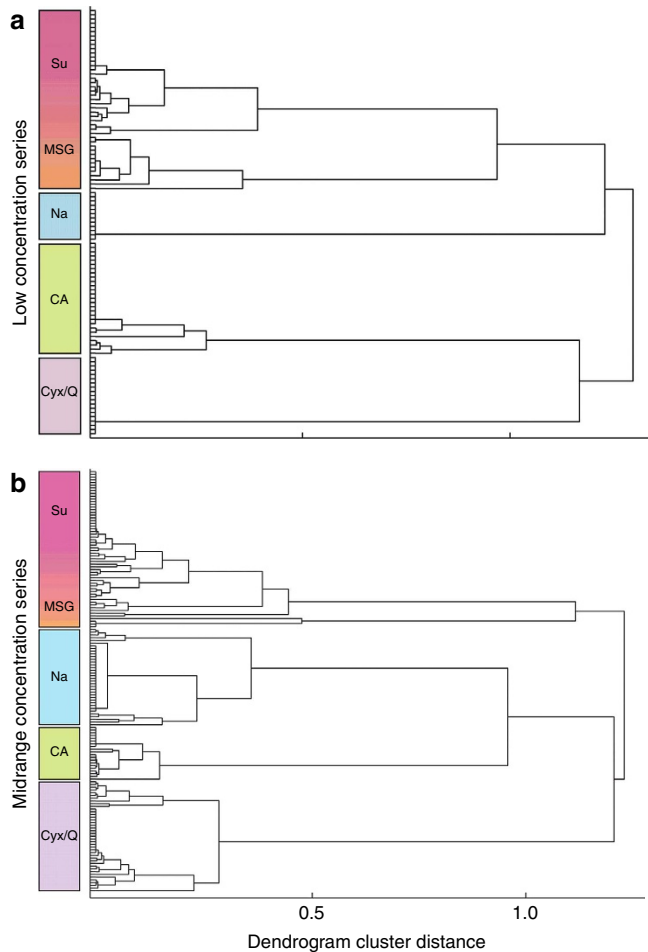 a
Low concentration series
Su
MSG
Na
CA
Cyx/Q
b
Midrange concentration series
Su
MSG
Na
CA
Cyx/Q
0.5
1.0
Dendrogram cluster distance